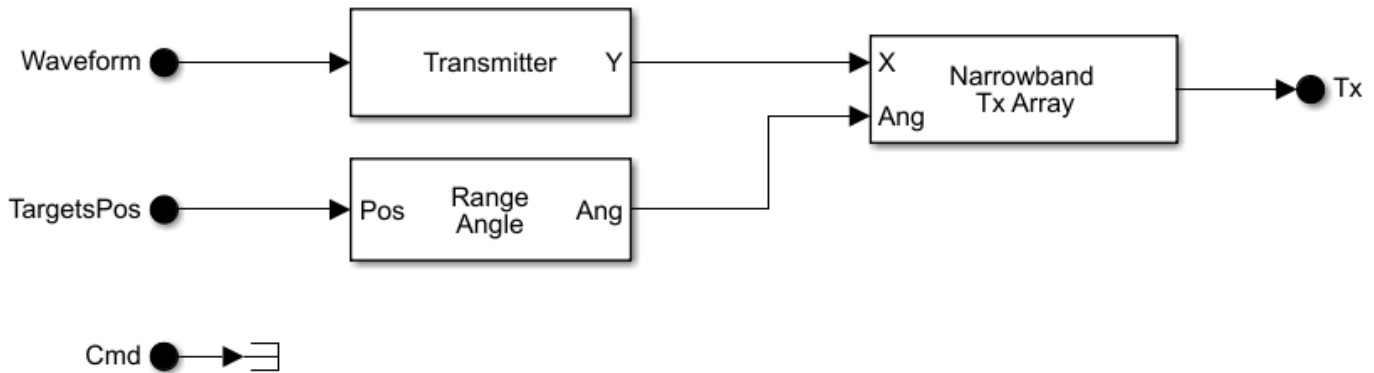 Waveform
Transmitter
Y
X
Narrowband
Tx Array
Ang
Tx
TargetsPos
Pos
Range
Angle
Ang
Cmd